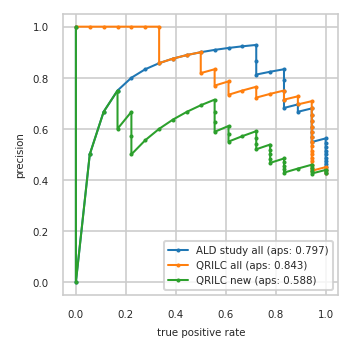 1.0
0.8
0.6
0.4
0.2
0.0
precision
ALD study all (aps: 0.797)
QRILC all (aps: 0.843)
QRILC new (aps: 0.588)
0.0 0.2 0.4 0.6 0.8 1.0
true positive rate